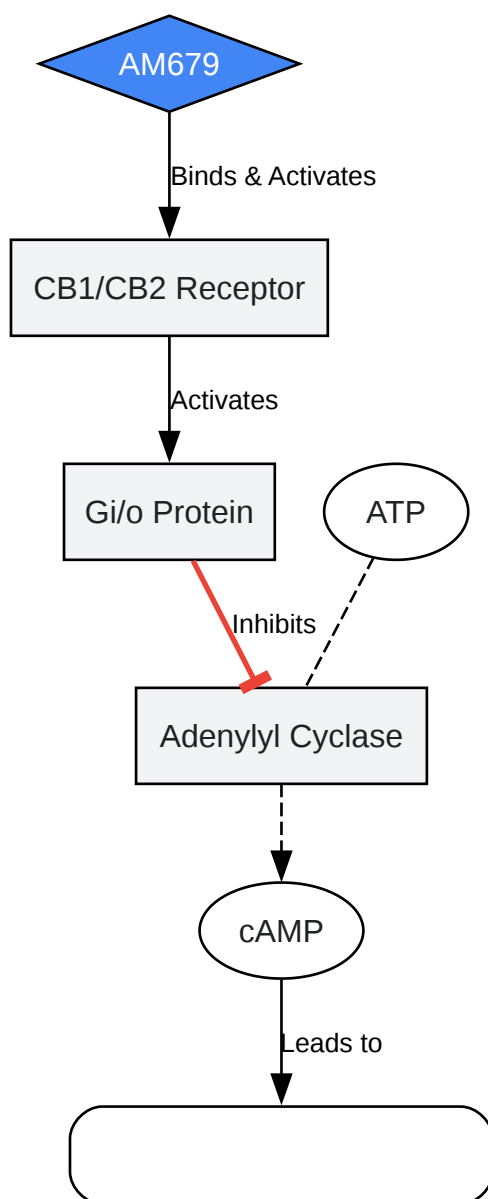 AM679
Binds & Activates
CB1/CB2 Receptor
Activates
Gi/o Protein
ATP
Inhibits
Adenylyl Cyclase
cAMP
Leads to